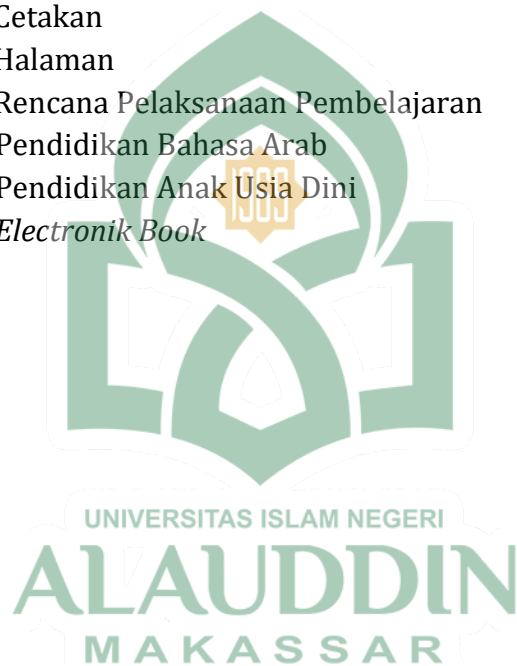 Cetakan
Halaman
Rencana Pelaksanaan Pembelajaran
Pendidikan Bahasa Arab
Pendidikan Anak Usia Dini
Electronik Book
UNIVERSITAS ISLAM NEGERI
ALAUDDIN
MAKASSAR